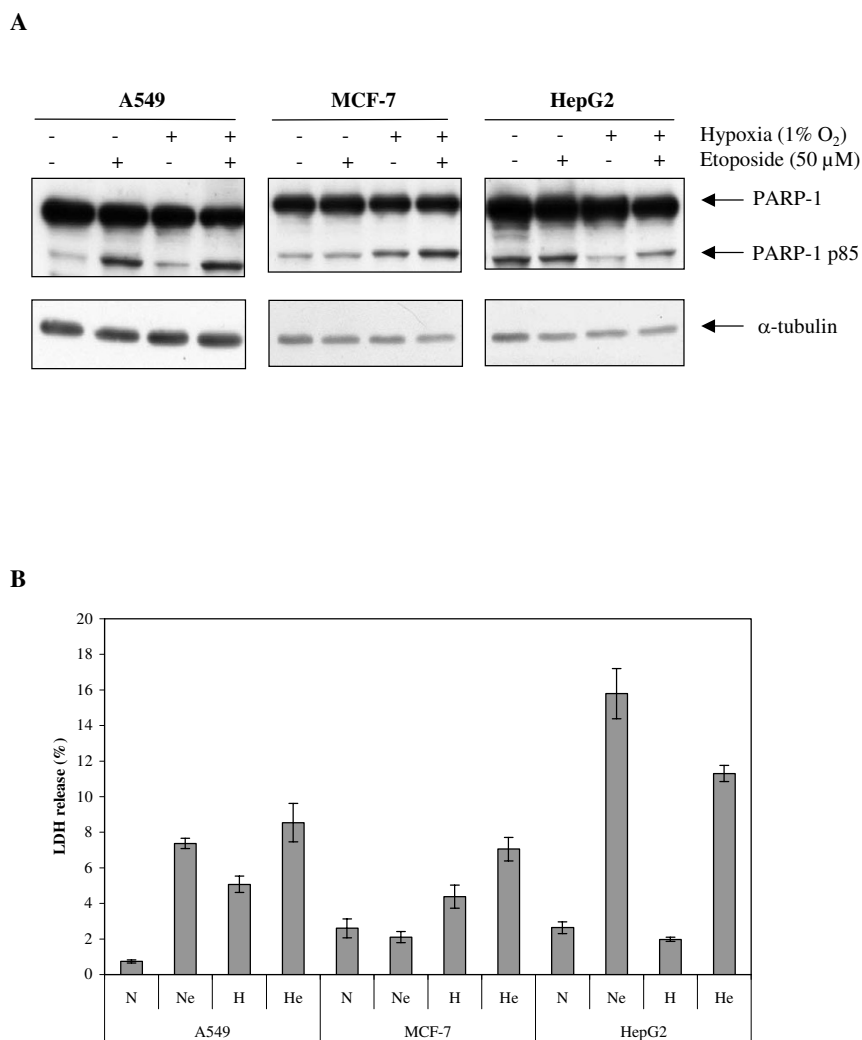 A
A549 MCF-7 HepG2
- - + + - - + + - - + + Hypoxia (1% O₂)
- + - + - + - + - + - + Etoposide (50 µM)
PARP-1
PARP-1 p85
α-tubulin
B
20
18
16
14
12
10
8
6
4
2
0
LDH release (%)
N Ne H He N Ne H He N Ne H He
A549 MCF-7 HepG2